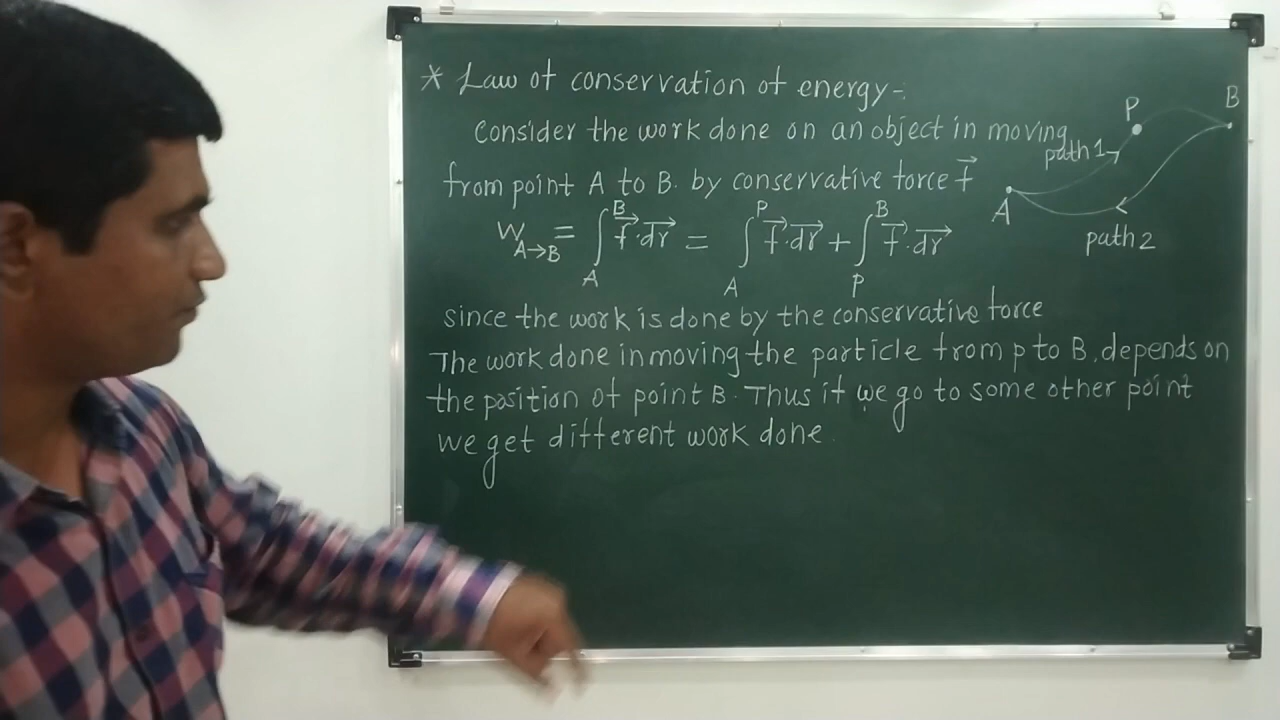 * Law of conservation of energy-
Consider the work done on an object in moving
from point A to B. by conservative force f⃗
W A→B = ∫_A^B f⃗·dr⃗ = ∫_A^P f⃗·dr⃗ + ∫_P^B f⃗·dr⃗
since the work is done by the conservative force
The work done in moving the particle from p to B, depends on
the position of point B. Thus if we go to some other point
we get different work done.
P
B
path 1
A
path 2